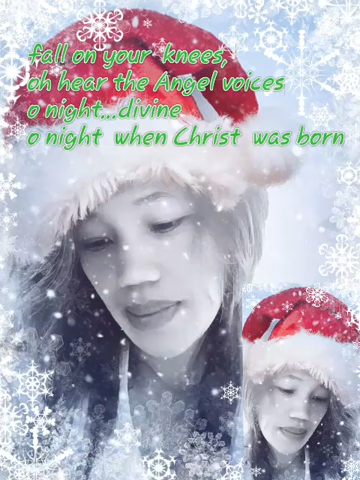 fall on your knees,
oh hear the Angel voices
o night...divine
o night when Christ was born